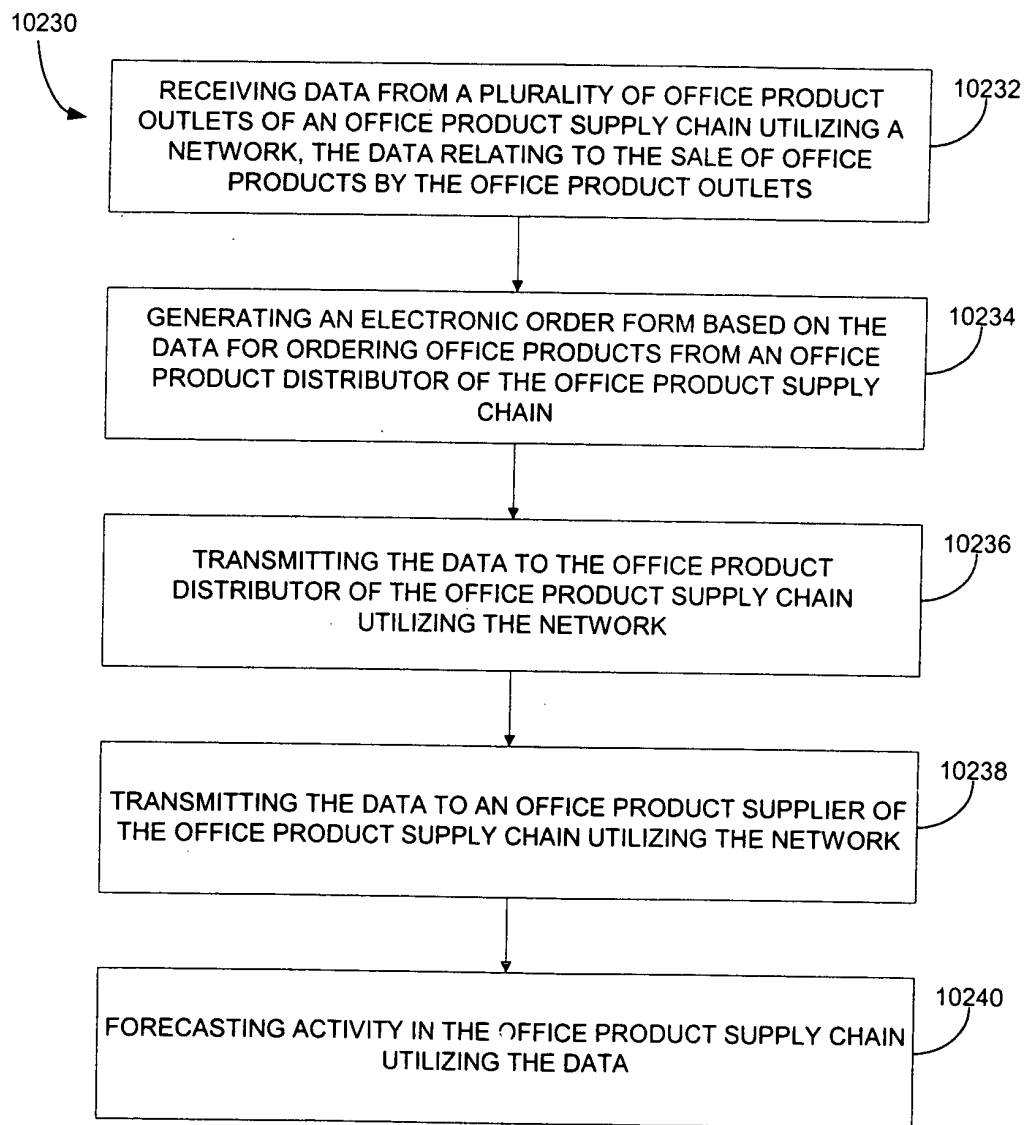 10230
RECEIVING DATA FROM A PLURALITY OF OFFICE PRODUCT
OUTLETS OF AN OFFICE PRODUCT SUPPLY CHAIN UTILIZING A
NETWORK, THE DATA RELATING TO THE SALE OF OFFICE
PRODUCTS BY THE OFFICE PRODUCT OUTLETS
10232
GENERATING AN ELECTRONIC ORDER FORM BASED ON THE
DATA FOR ORDERING OFFICE PRODUCTS FROM AN OFFICE
PRODUCT DISTRIBUTOR OF THE OFFICE PRODUCT SUPPLY
CHAIN
10234
TRANSMITTING THE DATA TO THE OFFICE PRODUCT
DISTRIBUTOR OF THE OFFICE PRODUCT SUPPLY CHAIN
UTILIZING THE NETWORK
10236
TRANSMITTING THE DATA TO AN OFFICE PRODUCT SUPPLIER OF
THE OFFICE PRODUCT SUPPLY CHAIN UTILIZING THE NETWORK
10238
FORECASTING ACTIVITY IN THE OFFICE PRODUCT SUPPLY CHAIN
UTILIZING THE DATA
10240